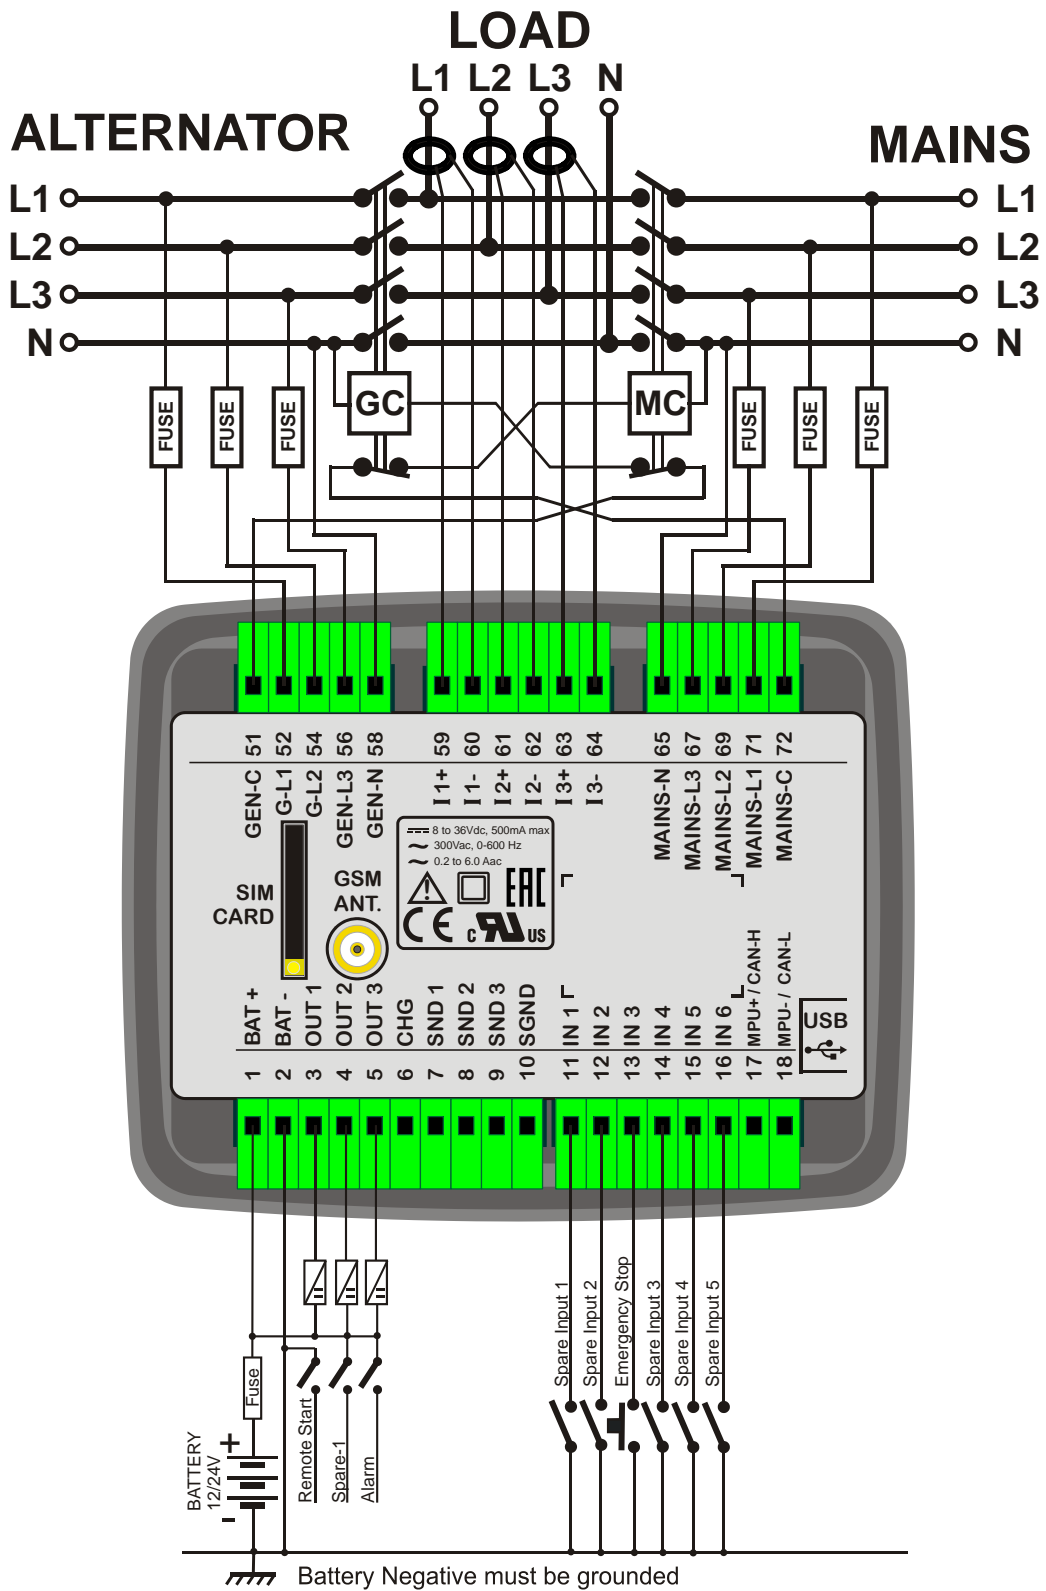 LOAD
L1 L2 L3 N
ALTERNATOR
MAINS
L1
L2
L3
N
L1
L2
L3
N
GC
MC
FUSE
FUSE
FUSE
FUSE
FUSE
FUSE
51 GEN-C
52 G-L1
54 G-L2
56 GEN-L3
58 GEN-N
59 I1+
60 I1-
61 I2+
62 I2-
63 I3+
64 I3-
65 MAINS-N
67 MAINS-L3
69 MAINS-L2
71 MAINS-L1
72 MAINS-C
8 to 36Vdc, 500mA max
300Vac, 0-600 Hz
0.2 to 6.0 Aac
EAC
CE
c RU US
SIM
CARD
GSM
ANT.
1 BAT +
2 BAT -
3 OUT 1
4 OUT 2
5 OUT 3
6 CHG
7 SND 1
8 SND 2
9 SND 3
10 SGND
11 IN 1
12 IN 2
13 IN 3
14 IN 4
15 IN 5
16 IN 6
17 MPU+ / CAN-H
18 MPU- / CAN-L
USB
Fuse
BATTERY
12/24V
+
-
Remote Start
Spare-1
Alarm
Spare Input 1
Spare Input 2
Emergency Stop
Spare Input 3
Spare Input 4
Spare Input 5
Battery Negative must be grounded